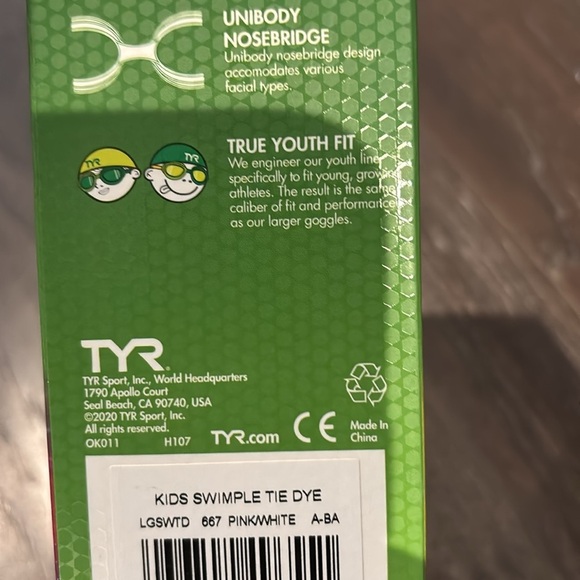 UNIBODY
NOSEBRIDGE
Unibody nosebridge design
accomodates various
facial types.
TYR
TYR
TRUE YOUTH FIT
We engineer our youth line
specifically to fit young, growing
athletes. The result is the same
caliber of fit and performance
as our larger goggles.
TYR
TYR Sport, Inc., World Headquarters
1790 Apollo Court
Seal Beach, CA 90740, USA
©2020 TYR Sport, Inc.
All rights reserved.
OK011 H107 TYR.com CE Made In
China
KIDS SWIMPLE TIE DYE
LGSWTD 667 PINK/WHITE A-BA